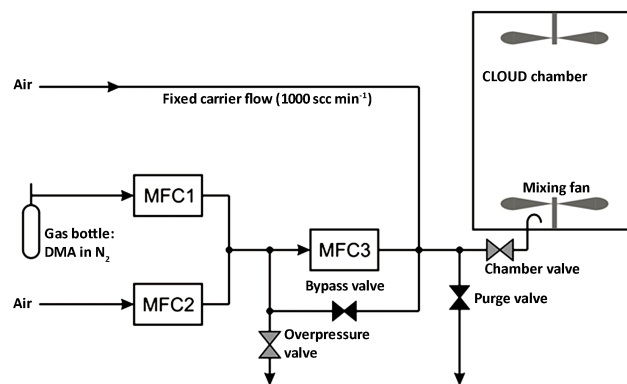 CLOUD chamber
Air
Fixed carrier flow (1000 scc min⁻¹)
MFC1
Gas bottle:
DMA in N₂
Mixing fan
MFC3
Chamber valve
Bypass valve
Air
MFC2
Purge valve
Overpressure
valve